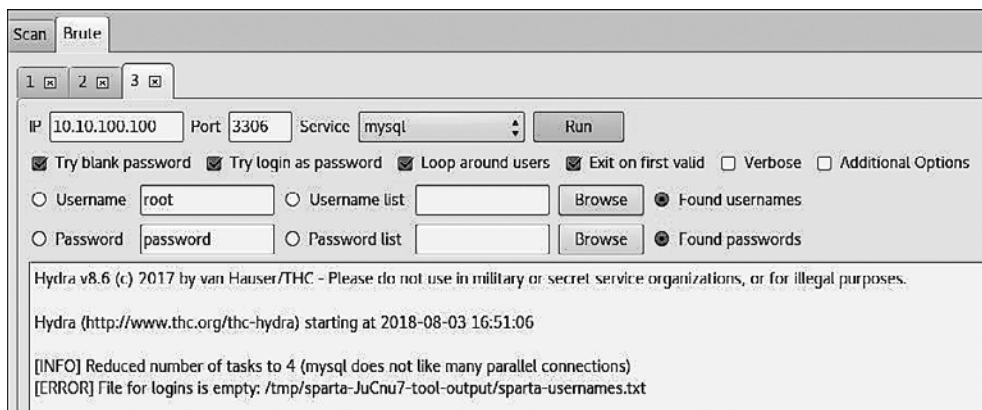 Scan Brute
1 2 3
IP 10.10.100.100 Port 3306 Service mysql Run
Try blank password Try login as password Loop around users Exit on first valid Verbose Additional Options
Username root Username list Browse Found usernames
Password password Password list Browse Found passwords
Hydra v8.6 (c) 2017 by van Hauser/THC - Please do not use in military or secret service organizations, or for illegal purposes.
Hydra (http://www.thc.org/thc-hydra) starting at 2018-08-03 16:51:06
[INFO] Reduced number of tasks to 4 (mysql does not like many parallel connections)
[ERROR] File for logins is empty: /tmp/sparta-JuCnu7-tool-output/sparta-usernames.txt